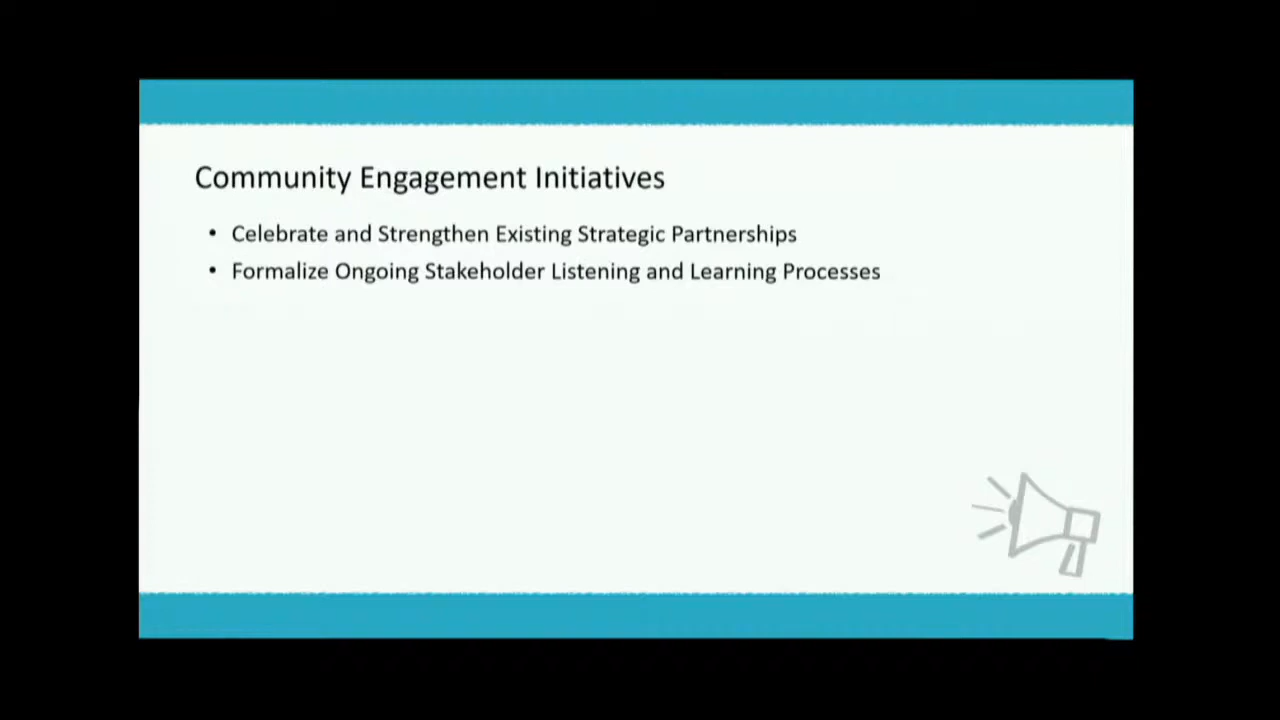 Community Engagement Initiatives
• Celebrate and Strengthen Existing Strategic Partnerships
• Formalize Ongoing Stakeholder Listening and Learning Processes